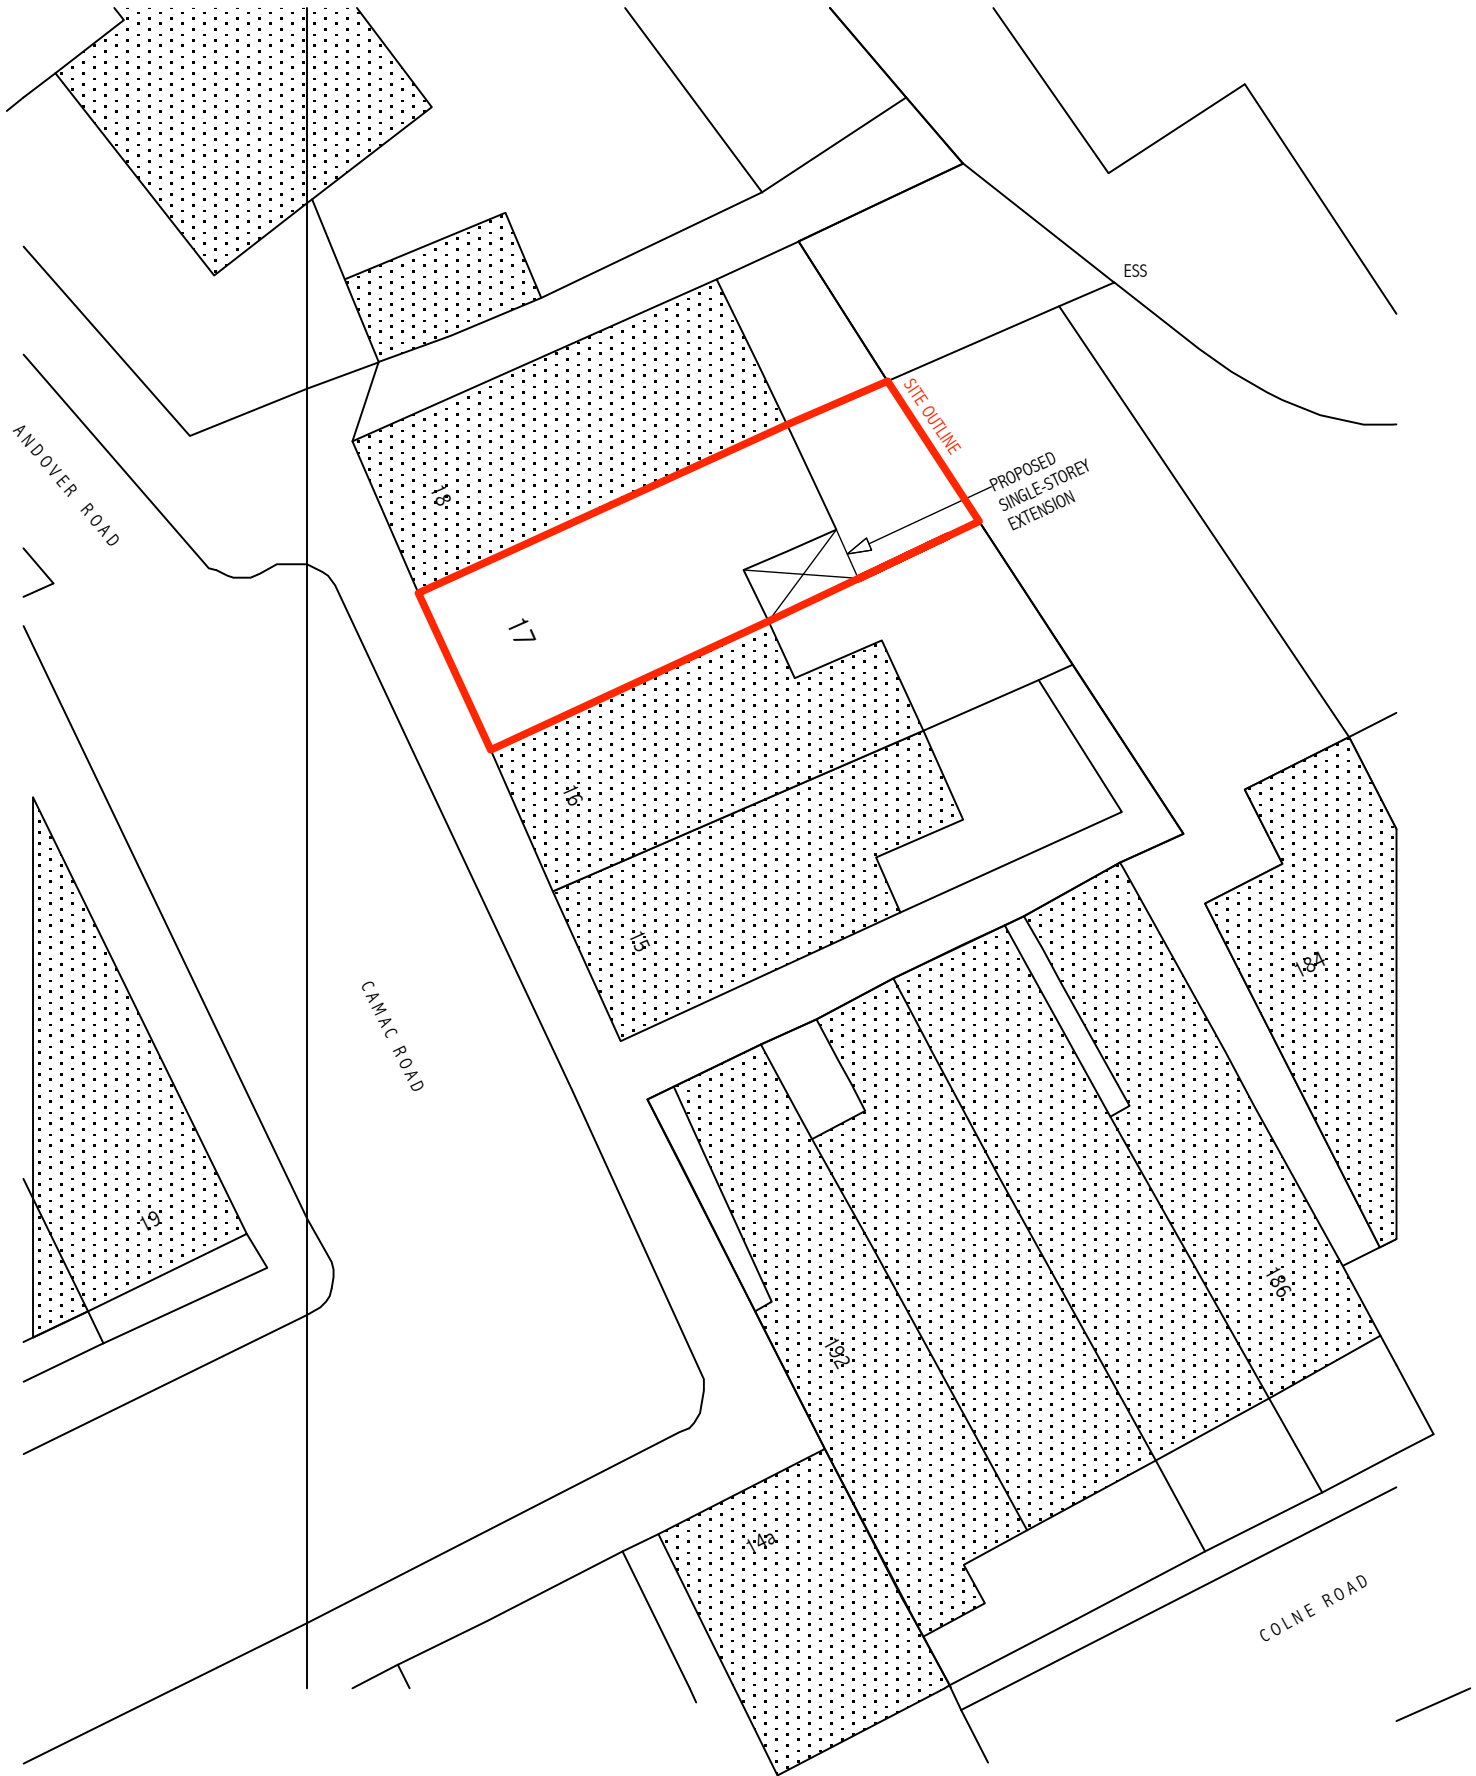 ESS
SITE OUTLINE
PROPOSED
SINGLE-STOREY
EXTENSION
ANDOVER ROAD
18
17
16
15
184
CAMAC ROAD
19
186
192
14a
COLNE ROAD